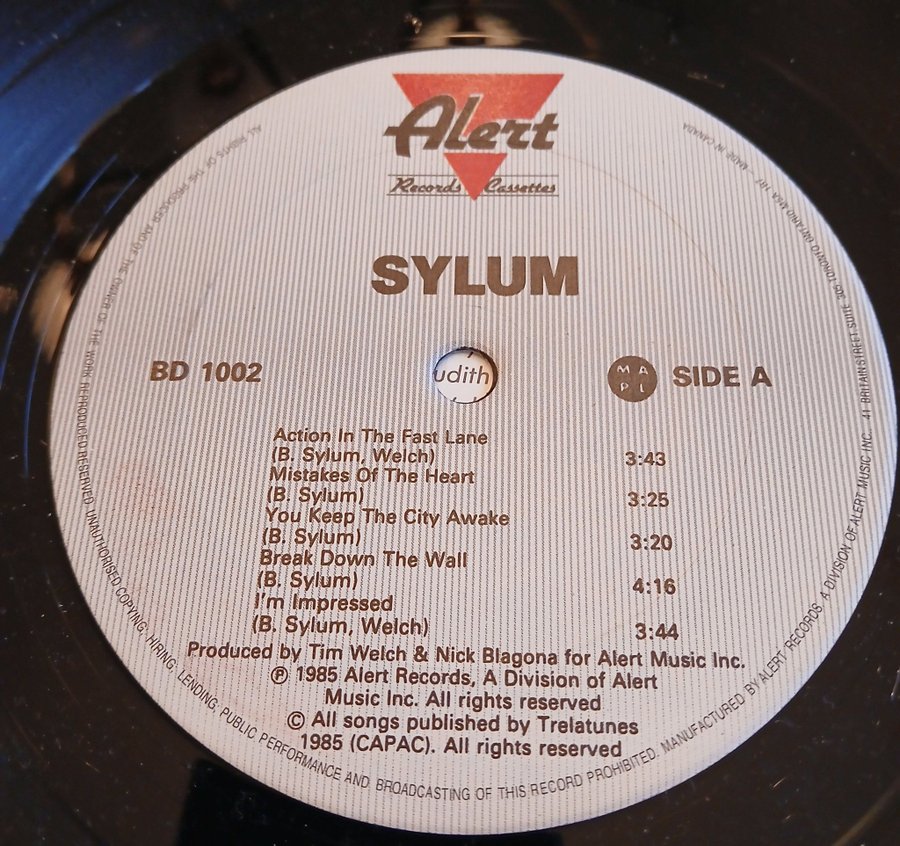 Alert
Records Cassettes
SYLUM
BD 1002
udith
M A
P L
SIDE A
Action In The Fast Lane
(B. Sylum, Welch) 3:43
Mistakes Of The Heart
(B. Sylum) 3:25
You Keep The City Awake
(B. Sylum) 3:20
Break Down The Wall
(B. Sylum) 4:16
I'm Impressed
(B. Sylum, Welch) 3:44
Produced by Tim Welch & Nick Blagona for Alert Music Inc.
Ⓟ 1985 Alert Records, A Division of Alert
Music Inc. All rights reserved
© All songs published by Trelatunes
1985 (CAPAC). All rights reserved
ALL RIGHTS OF THE PRODUCER AND OF THE OWNER OF THE WORK REPRODUCED RESERVED. UNAUTHORISED COPYING, HIRING, LENDING, PUBLIC PERFORMANCE AND BROADCASTING OF THIS RECORD PROHIBITED. MANUFACTURED BY ALERT RECORDS A DIVISION OF ALERT MUSIC INC. 41 BRITAIN STREET SUITE 305 TORONTO ONTARIO M5A 1R7 — MADE IN CANADA